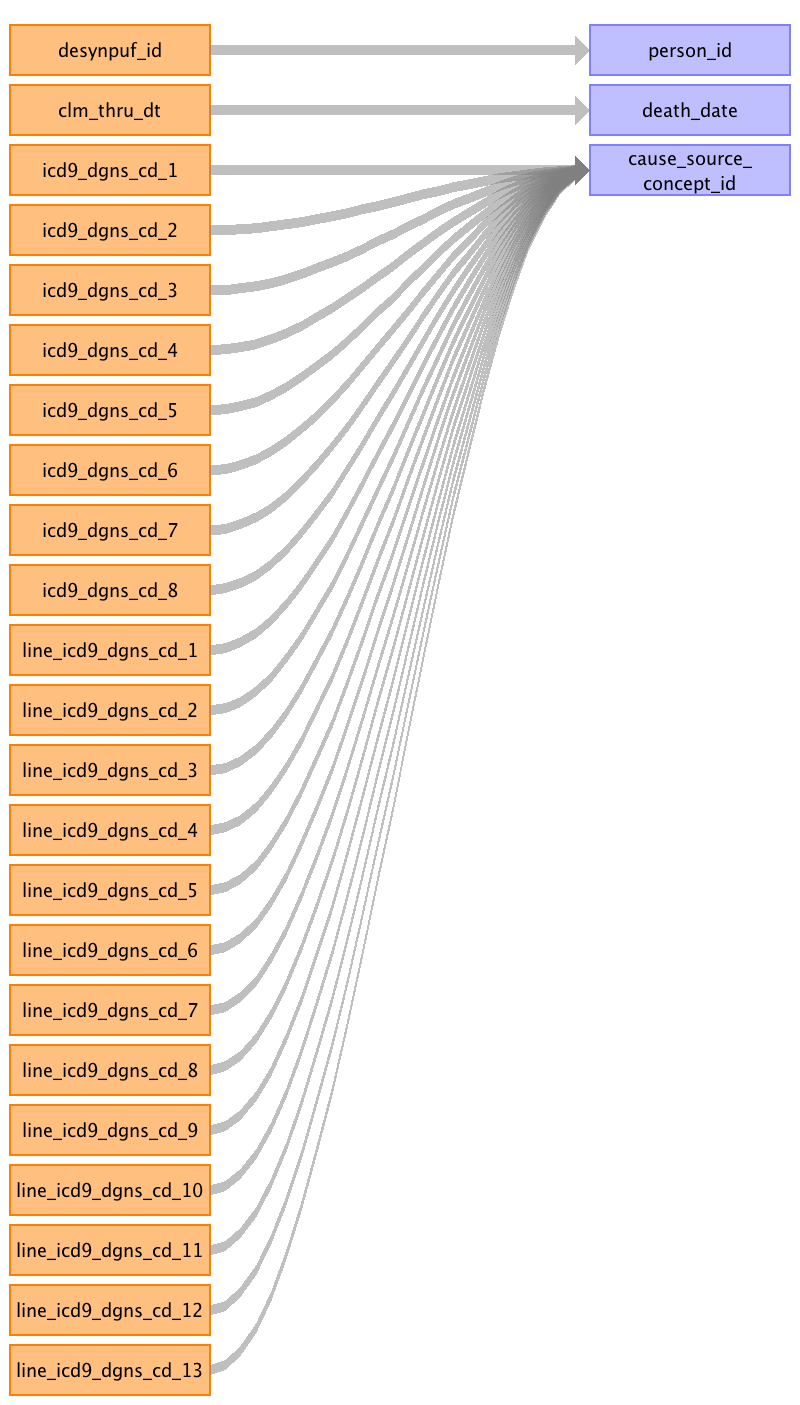 desynpuf_id
person_id
clm_thru_dt
death_date
icd9_dgns_cd_1
cause_source_
concept_id
icd9_dgns_cd_2
icd9_dgns_cd_3
icd9_dgns_cd_4
icd9_dgns_cd_5
icd9_dgns_cd_6
icd9_dgns_cd_7
icd9_dgns_cd_8
line_icd9_dgns_cd_1
line_icd9_dgns_cd_2
line_icd9_dgns_cd_3
line_icd9_dgns_cd_4
line_icd9_dgns_cd_5
line_icd9_dgns_cd_6
line_icd9_dgns_cd_7
line_icd9_dgns_cd_8
line_icd9_dgns_cd_9
line_icd9_dgns_cd_10
line_icd9_dgns_cd_11
line_icd9_dgns_cd_12
line_icd9_dgns_cd_13